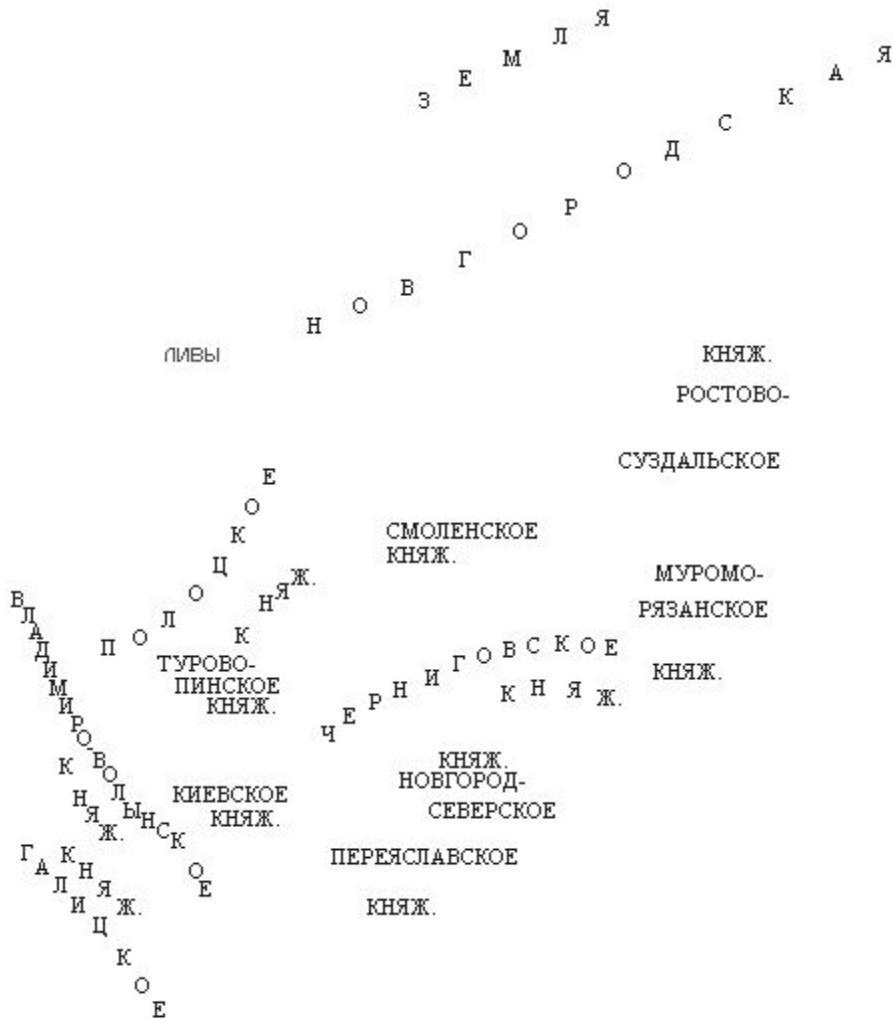 ЗЕМЛЯ
НОВГОРОДСКАЯ
ЛИВЫ
КНЯЖ.
РОСТОВО-
СУЗДАЛЬСКОЕ
ПОЛОЦКОЕ
КНЯЖ.
СМОЛЕНСКОЕ
КНЯЖ.
МУРОМО-
РЯЗАНСКОЕ
КНЯЖ.
ВЛАДИМИРО-ВОЛЫНСКОЕ
КНЯЖ.
ТУРОВО-
ПИНСКОЕ
КНЯЖ.
ЧЕРНИГОВСКОЕ
КНЯЖ.
КНЯЖ.
НОВГОРОД-
СЕВЕРСКОЕ
КИЕВСКОЕ
КНЯЖ.
ПЕРЕЯСЛАВСКОЕ
КНЯЖ.
ГАЛИЦКОЕ
КНЯЖ.